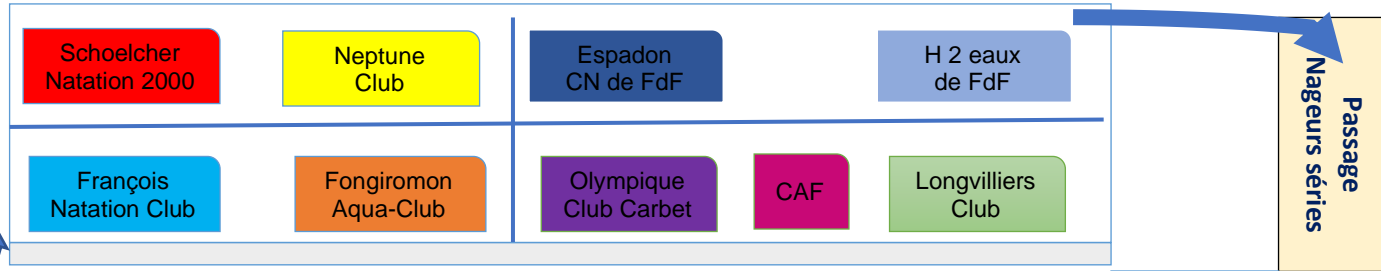 Schoelcher
Natation 2000
Neptune
Club
Espadon
CN de FdF
H 2 eaux
de FdF
François
Natation Club
Fongiromon
Aqua-Club
Olympique
Club Carbet
CAF
Longvilliers
Club
Passage
Nageurs séries